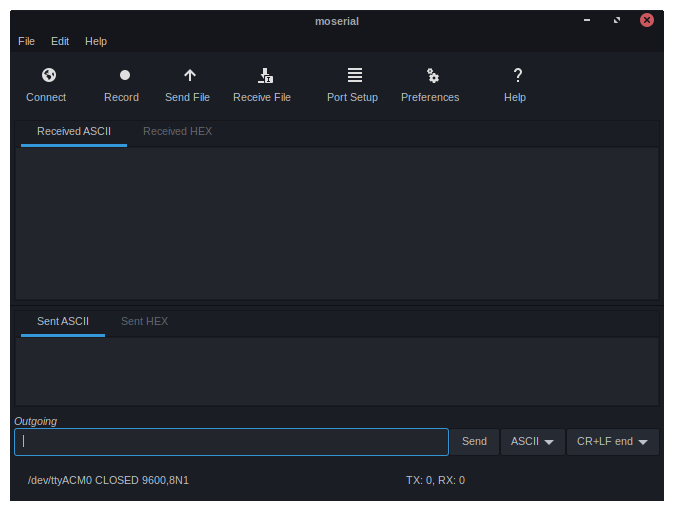 moserial
File Edit Help
Connect Record Send File Receive File Port Setup Preferences Help
Received ASCII Received HEX
Sent ASCII Sent HEX
Outgoing
Send ASCII CR+LF end
/dev/ttyACM0 CLOSED 9600,8N1 TX: 0, RX: 0